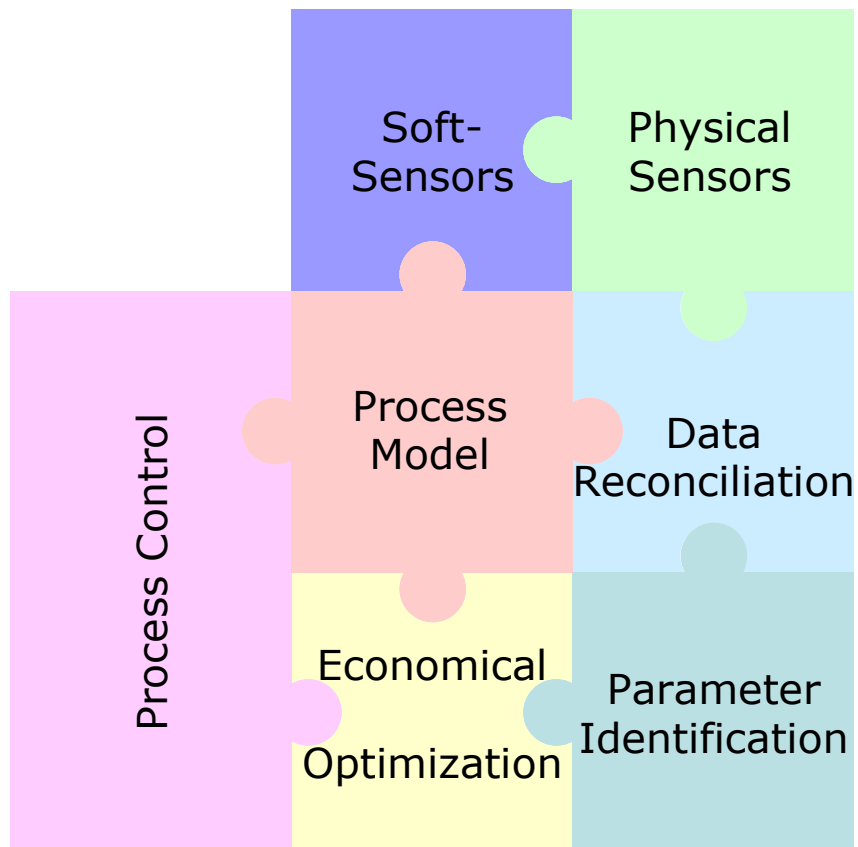 Soft-
Sensors
Physical
Sensors
Process
Model
Data
Reconciliation
Process Control
Economical
Optimization
Parameter
Identification